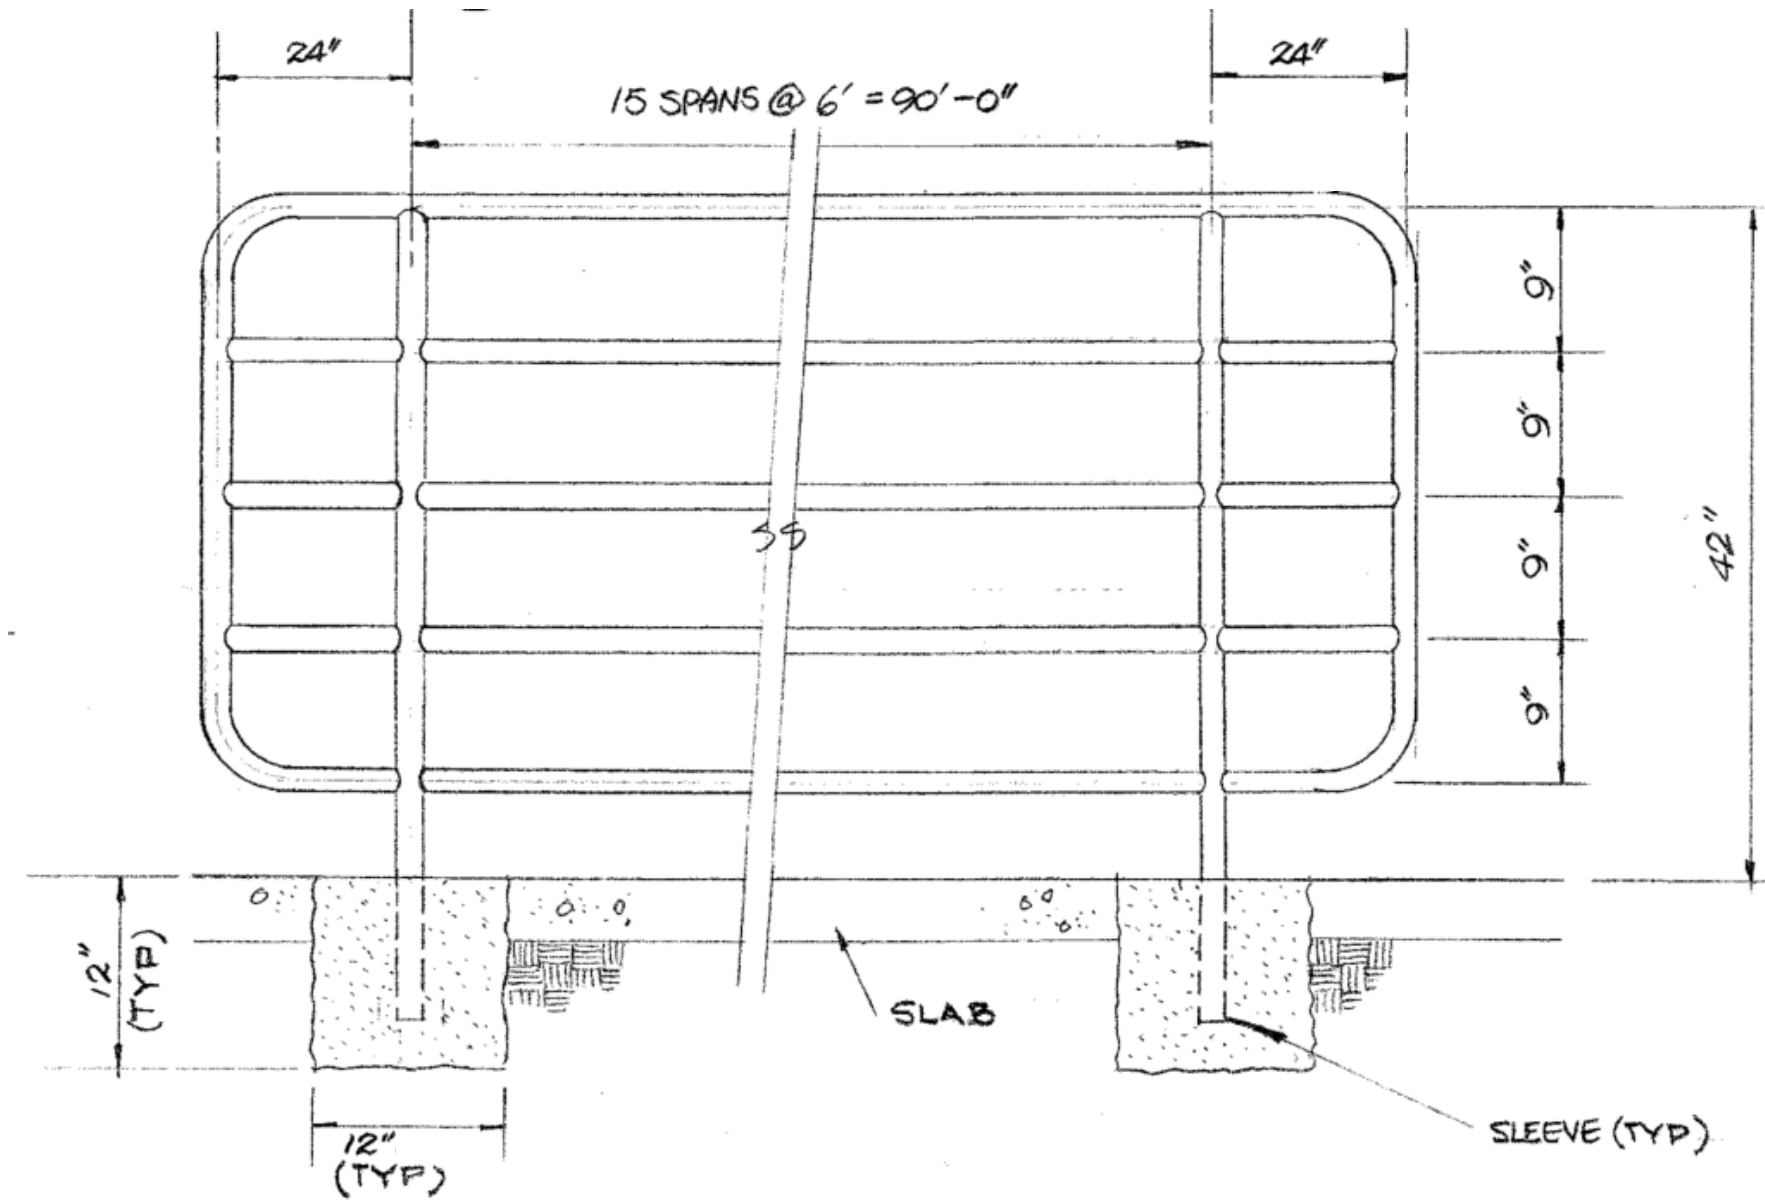 24"
24"
15 SPANS @ 6' = 90'-0"
9"
9"
9"
9"
42"
12"
(TYP)
SLAB
12"
(TYP)
SLEEVE (TYP)